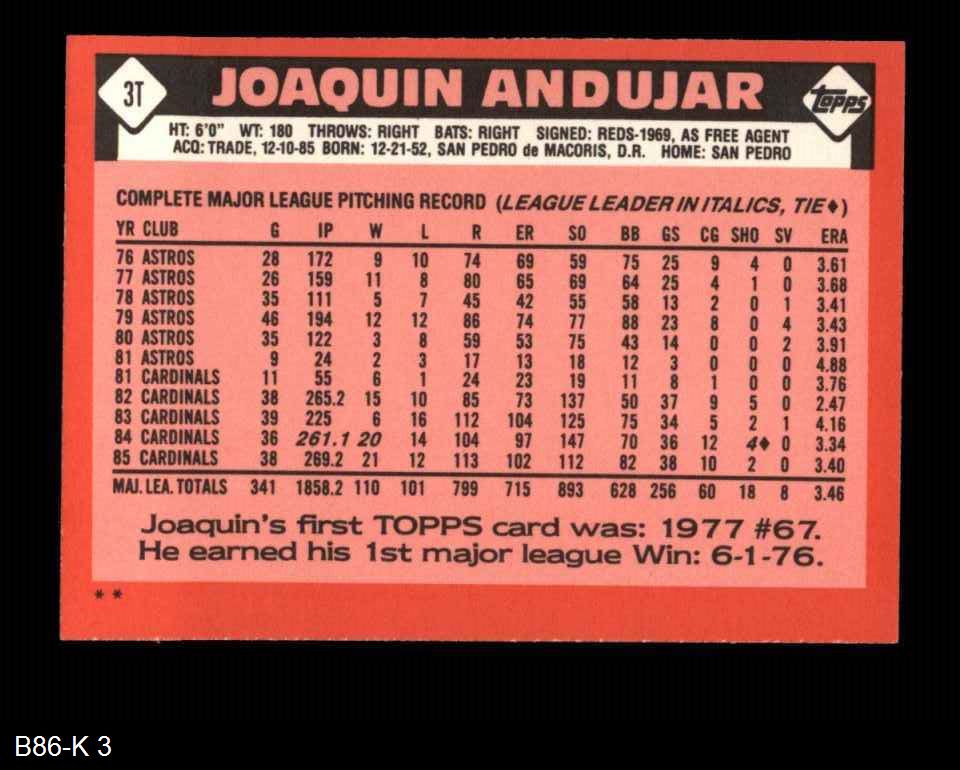 3T JOAQUIN ANDUJAR TOPPS
HT: 6'0" WT: 180 THROWS: RIGHT BATS: RIGHT SIGNED: REDS-1969, AS FREE AGENT
ACQ: TRADE, 12-10-85 BORN: 12-21-52, SAN PEDRO de MACORIS, D.R. HOME: SAN PEDRO
COMPLETE MAJOR LEAGUE PITCHING RECORD (LEAGUE LEADER IN ITALICS, TIE♦)
YR CLUB G IP W L R ER SO BB GS CG SHO SV ERA
76 ASTROS 28 172 9 10 74 69 59 75 25 9 4 0 3.61
77 ASTROS 26 159 11 8 80 65 69 64 25 4 1 0 3.68
78 ASTROS 35 111 5 7 45 42 55 58 13 2 0 1 3.41
79 ASTROS 46 194 12 12 86 74 77 88 23 8 0 4 3.43
80 ASTROS 35 122 3 8 59 53 75 43 14 0 0 2 3.91
81 ASTROS 9 24 2 3 17 13 18 12 3 0 0 0 4.88
81 CARDINALS 11 55 6 1 24 23 19 11 8 1 0 0 3.76
82 CARDINALS 38 265.2 15 10 85 73 137 50 37 9 5 0 2.47
83 CARDINALS 39 225 6 16 112 104 125 75 34 5 2 1 4.16
84 CARDINALS 36 261.1 20 14 104 97 147 70 36 12 4♦ 0 3.34
85 CARDINALS 38 269.2 21 12 113 102 112 82 38 10 2 0 3.40
MAJ. LEA. TOTALS 341 1858.2 110 101 799 715 893 628 256 60 18 8 3.46
Joaquin's first TOPPS card was: 1977 #67.
He earned his 1st major league Win: 6-1-76.
* *
B86-K 3